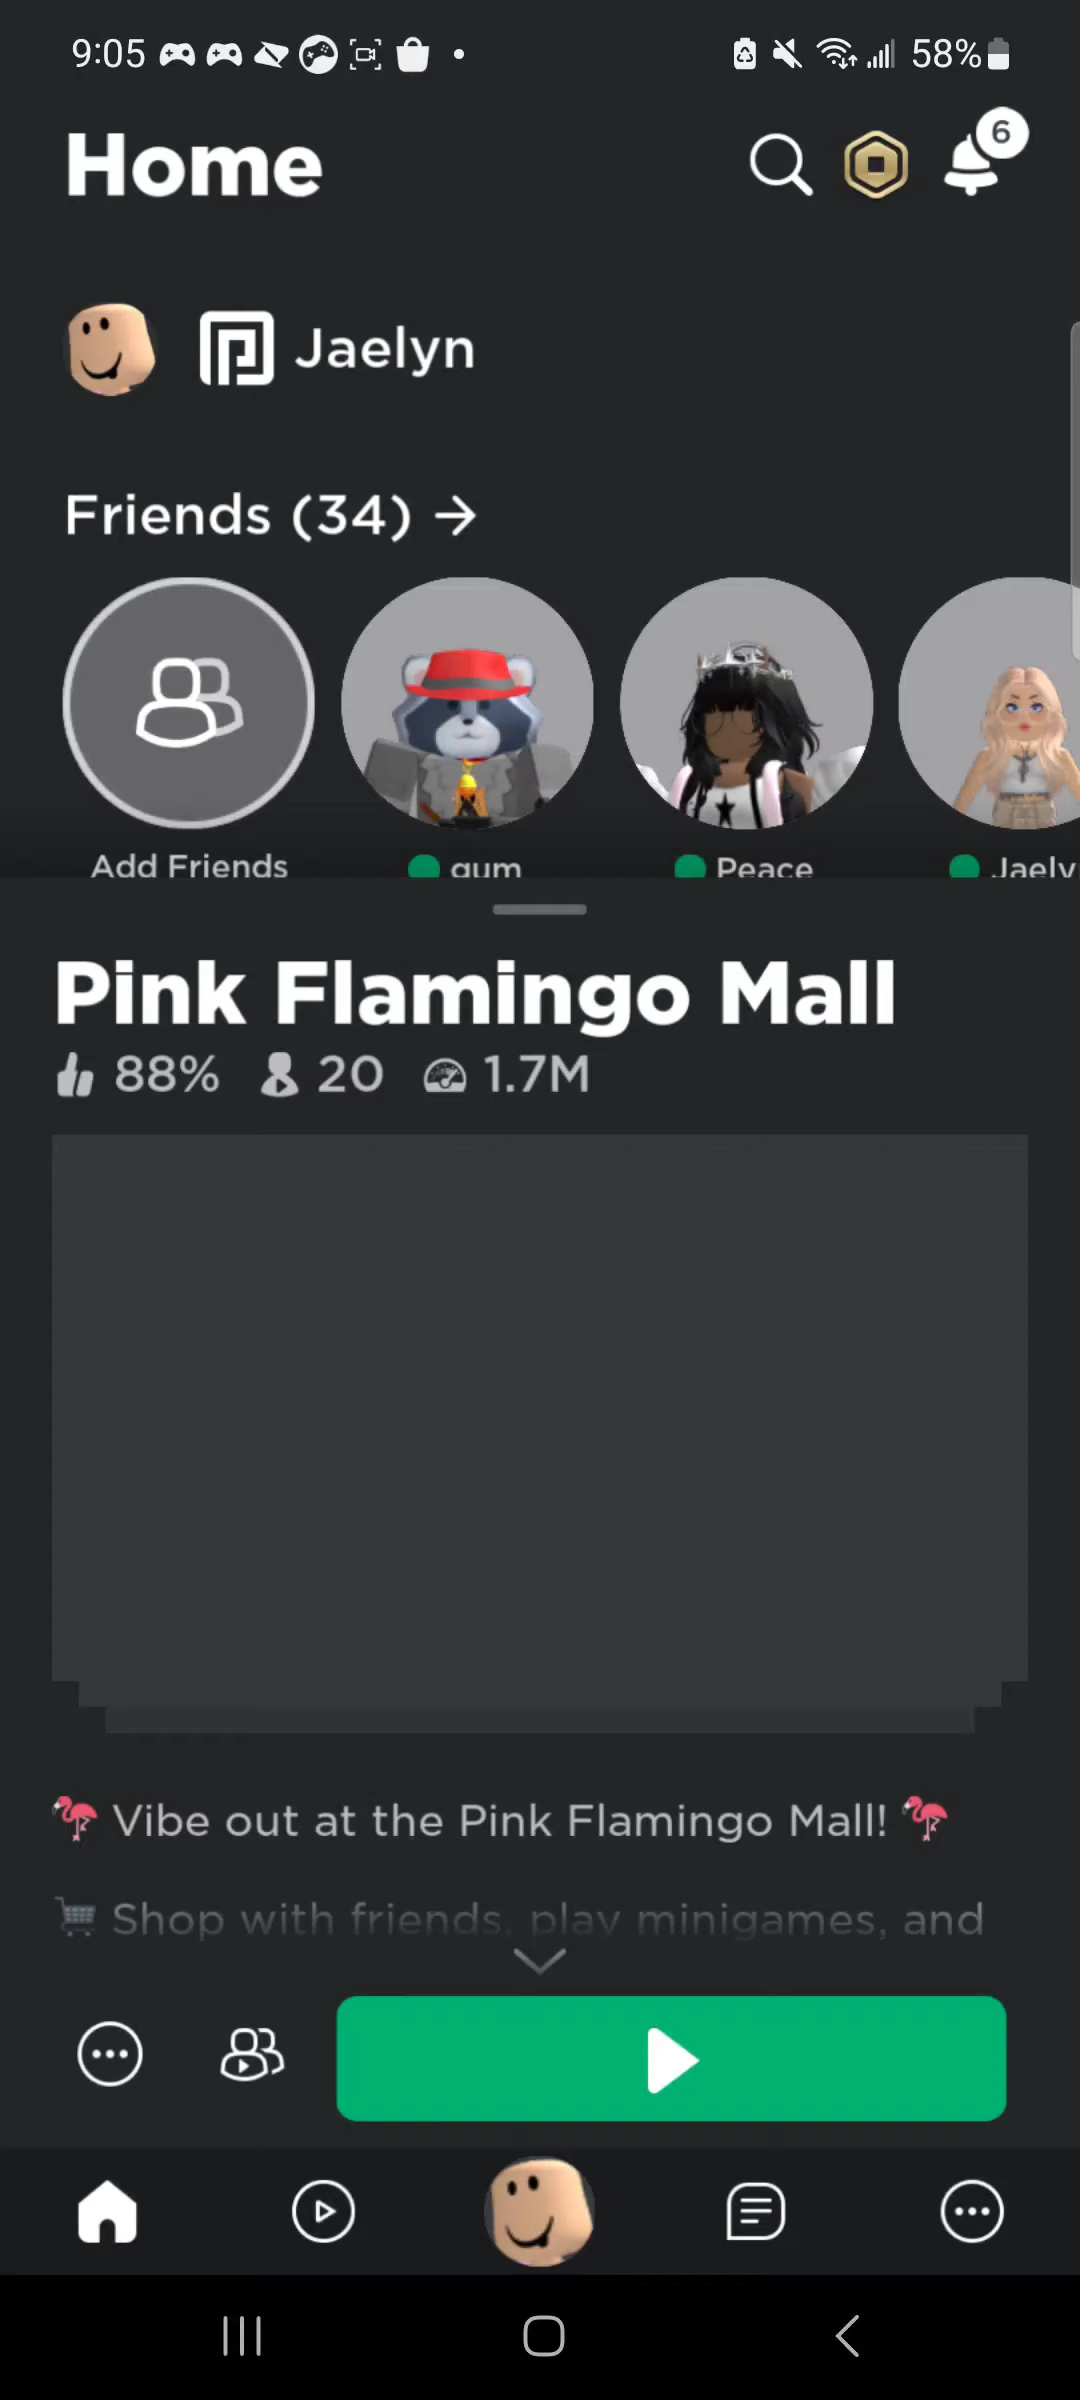 9:05 58%
Home
6
Jaelyn
Friends (34) →
Add Friends gum Peace Jaely
Pink Flamingo Mall
88% 20 1.7M
Vibe out at the Pink Flamingo Mall!
Shop with friends, play minigames, and